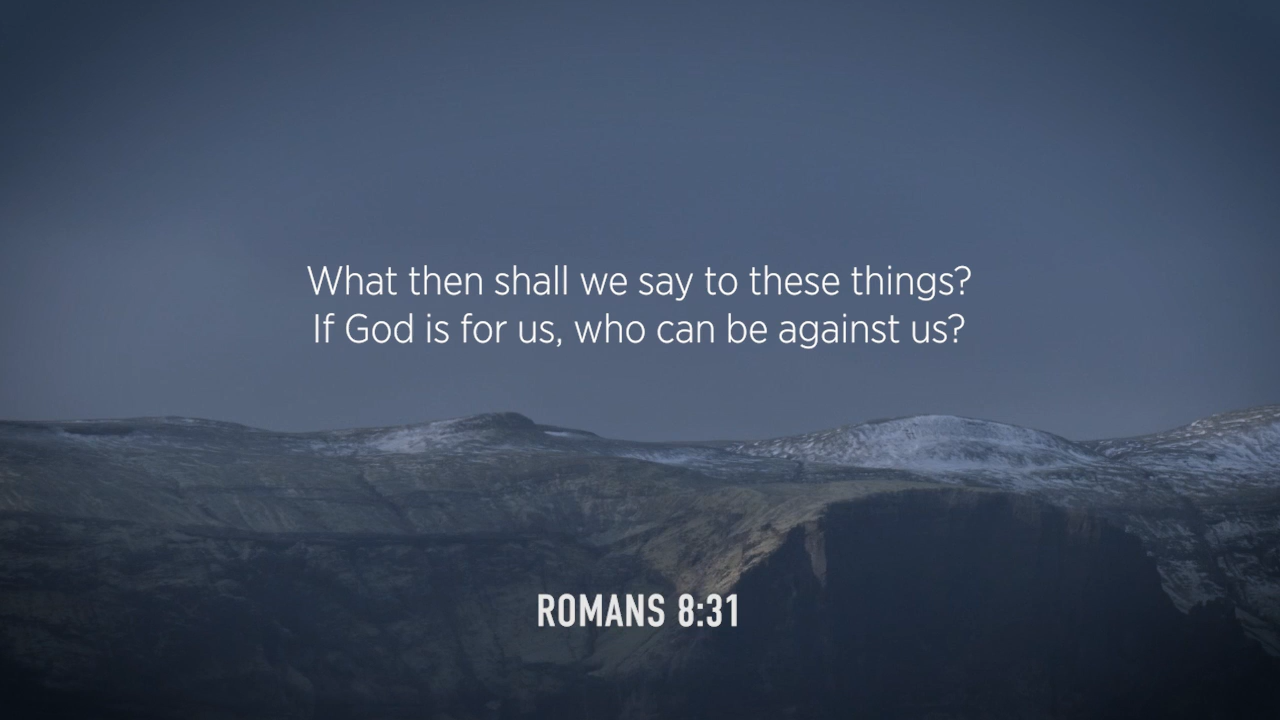 What then shall we say to these things?
If God is for us, who can be against us?
ROMANS 8:31